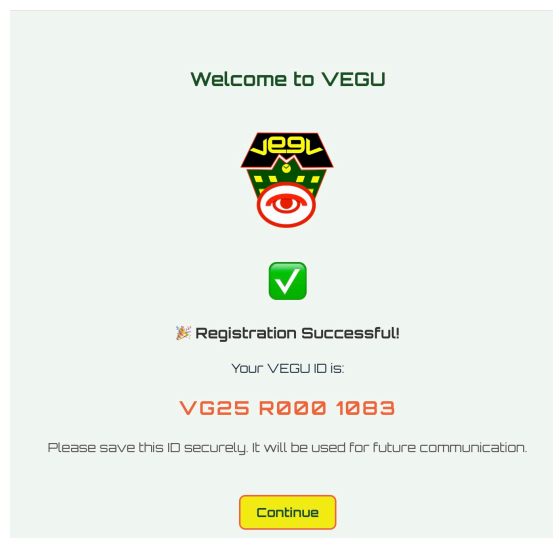 Welcome to VEGU
vegu
🎉 Registration Successful!
Your VEGU ID is:
VG25 R000 1083
Please save this ID securely. It will be used for future communication.
Continue